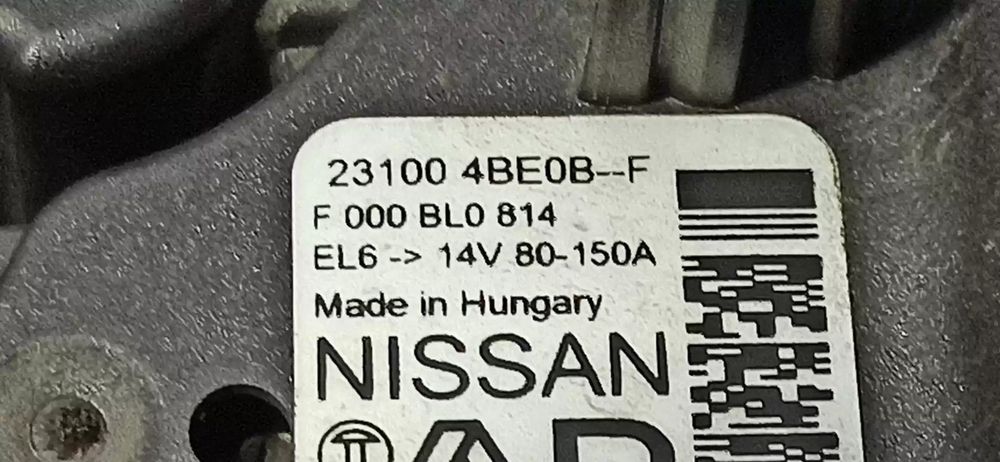 23100 4BE0B--F
F 000 BL0 814
EL6 -> 14V 80-150A
Made in Hungary
NISSAN